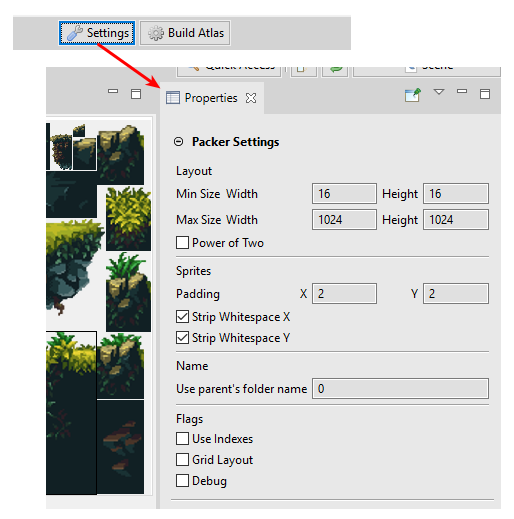 Settings Build Atlas
Quick Access Scene
Properties
Packer Settings
Layout
Min Size Width 16 Height 16
Max Size Width 1024 Height 1024
Power of Two
Sprites
Padding X 2 Y 2
Strip Whitespace X
Strip Whitespace Y
Name
Use parent's folder name 0
Flags
Use Indexes
Grid Layout
Debug